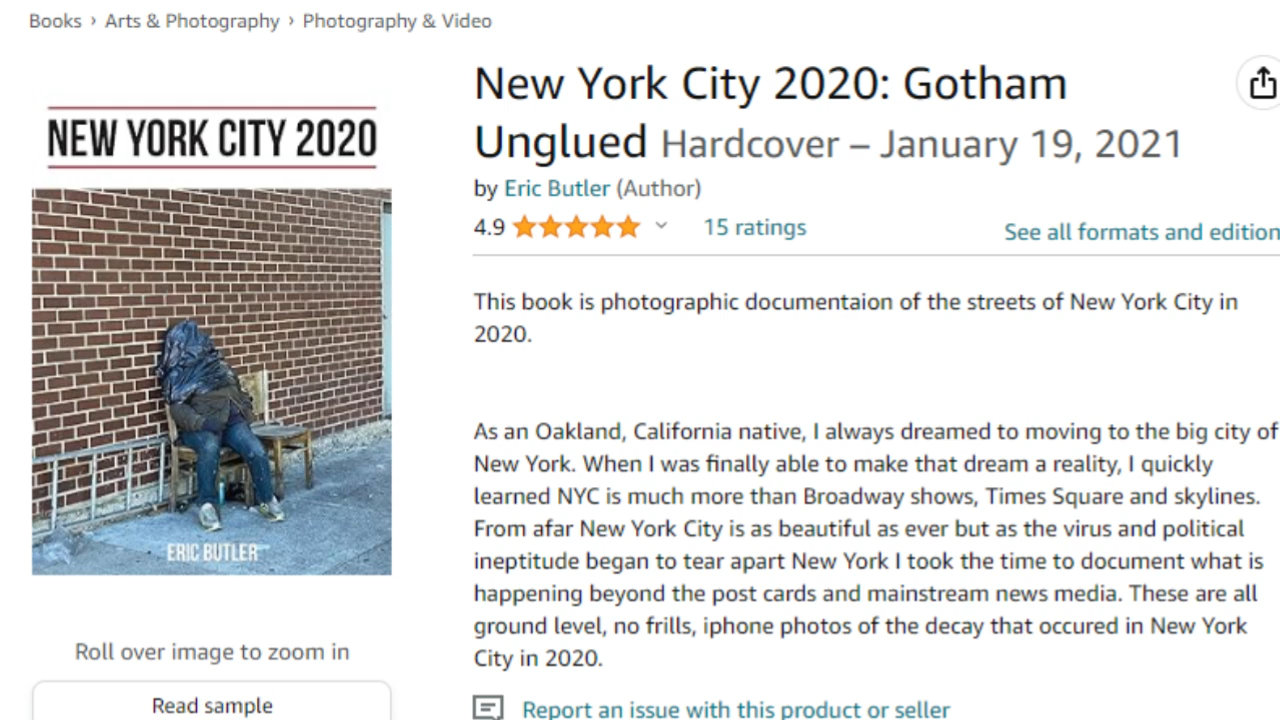 Books › Arts & Photography › Photography & Video
NEW YORK CITY 2020
ERIC BUTLER
Roll over image to zoom in
Read sample
New York City 2020: Gotham
Unglued Hardcover – January 19, 2021
by Eric Butler (Author)
4.9 15 ratings
See all formats and edition
This book is photographic documentaion of the streets of New York City in
2020.
As an Oakland, California native, I always dreamed to moving to the big city of
New York. When I was finally able to make that dream a reality, I quickly
learned NYC is much more than Broadway shows, Times Square and skylines.
From afar New York City is as beautiful as ever but as the virus and political
ineptitude began to tear apart New York I took the time to document what is
happening beyond the post cards and mainstream news media. These are all
ground level, no frills, iphone photos of the decay that occured in New York
City in 2020.
Report an issue with this product or seller